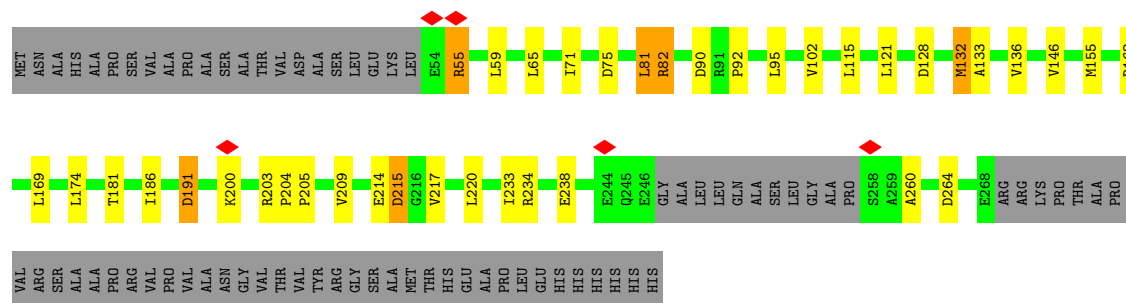 MET ASN ALA ALA HIS ALA PRO PRO SER VAL ALA PRO ALA SER ALA THR VAL ASP ALA SER LEU GLU LYS LEU E54 R55 L59 L65 I71 D75 L81 R82 D90 R91 P92 L95 V102 L115 L121 D128 M132 A133 V136 V146 M155
L169 L174 T181 I186 D191 K200 R203 P204 P205 V209 E214 D215 G216 V217 L220 I233 R234 E238 E244 Q245 E246 GLY ALA LEU LEU GLN ALA SER LEU GLY ALA PRO S258 A259 A260 D264 E268 ARG ARG LYS PRO THR ALA PRO
VAL ARG SER ALA ALA PRO ARG VAL PRO VAL ALA ASN GLY VAL THR VAL TYR ARG GLY SER ALA MET THR HIS GLU ALA PRO LEU GLU HIS HIS HIS HIS HIS HIS